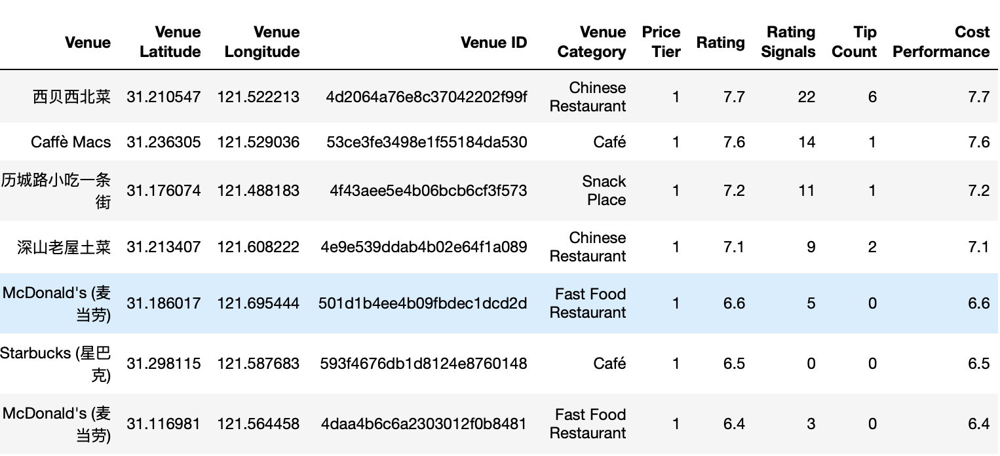 Venue Venue Latitude Venue Longitude Venue ID Venue Category Price Tier Rating Rating Signals Tip Count Cost Performance
西贝西北菜 31.210547 121.522213 4d2064a76e8c37042202f99f Chinese Restaurant 1 7.7 22 6 7.7
Caffè Macs 31.236305 121.529036 53ce3fe3498e1f55184da530 Café 1 7.6 14 1 7.6
历城路小吃一条街 31.176074 121.488183 4f43aee5e4b06bcb6cf3f573 Snack Place 1 7.2 11 1 7.2
深山老屋土菜 31.213407 121.608222 4e9e539ddab4b02e64f1a089 Chinese Restaurant 1 7.1 9 2 7.1
McDonald's (麦当劳) 31.186017 121.695444 501d1b4ee4b09fbdec1dcd2d Fast Food Restaurant 1 6.6 5 0 6.6
Starbucks (星巴克) 31.298115 121.587683 593f4676db1d8124e8760148 Café 1 6.5 0 0 6.5
McDonald's (麦当劳) 31.116981 121.564458 4daa4b6c6a2303012f0b8481 Fast Food Restaurant 1 6.4 3 0 6.4